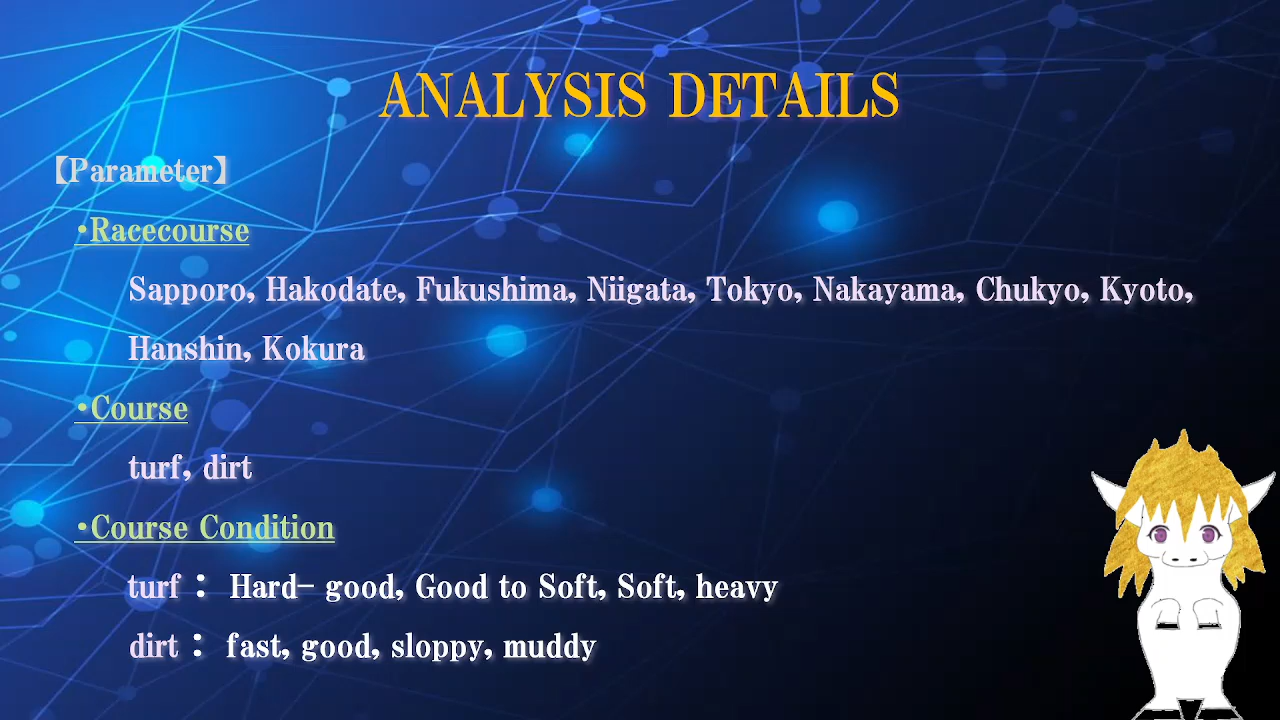 ANALYSIS DETAILS
【Parameter】
・Racecourse
Sapporo, Hakodate, Fukushima, Niigata, Tokyo, Nakayama, Chukyo, Kyoto,
Hanshin, Kokura
・Course
turf, dirt
・Course Condition
turf： Hard− good, Good to Soft, Soft, heavy
dirt： fast, good, sloppy, muddy